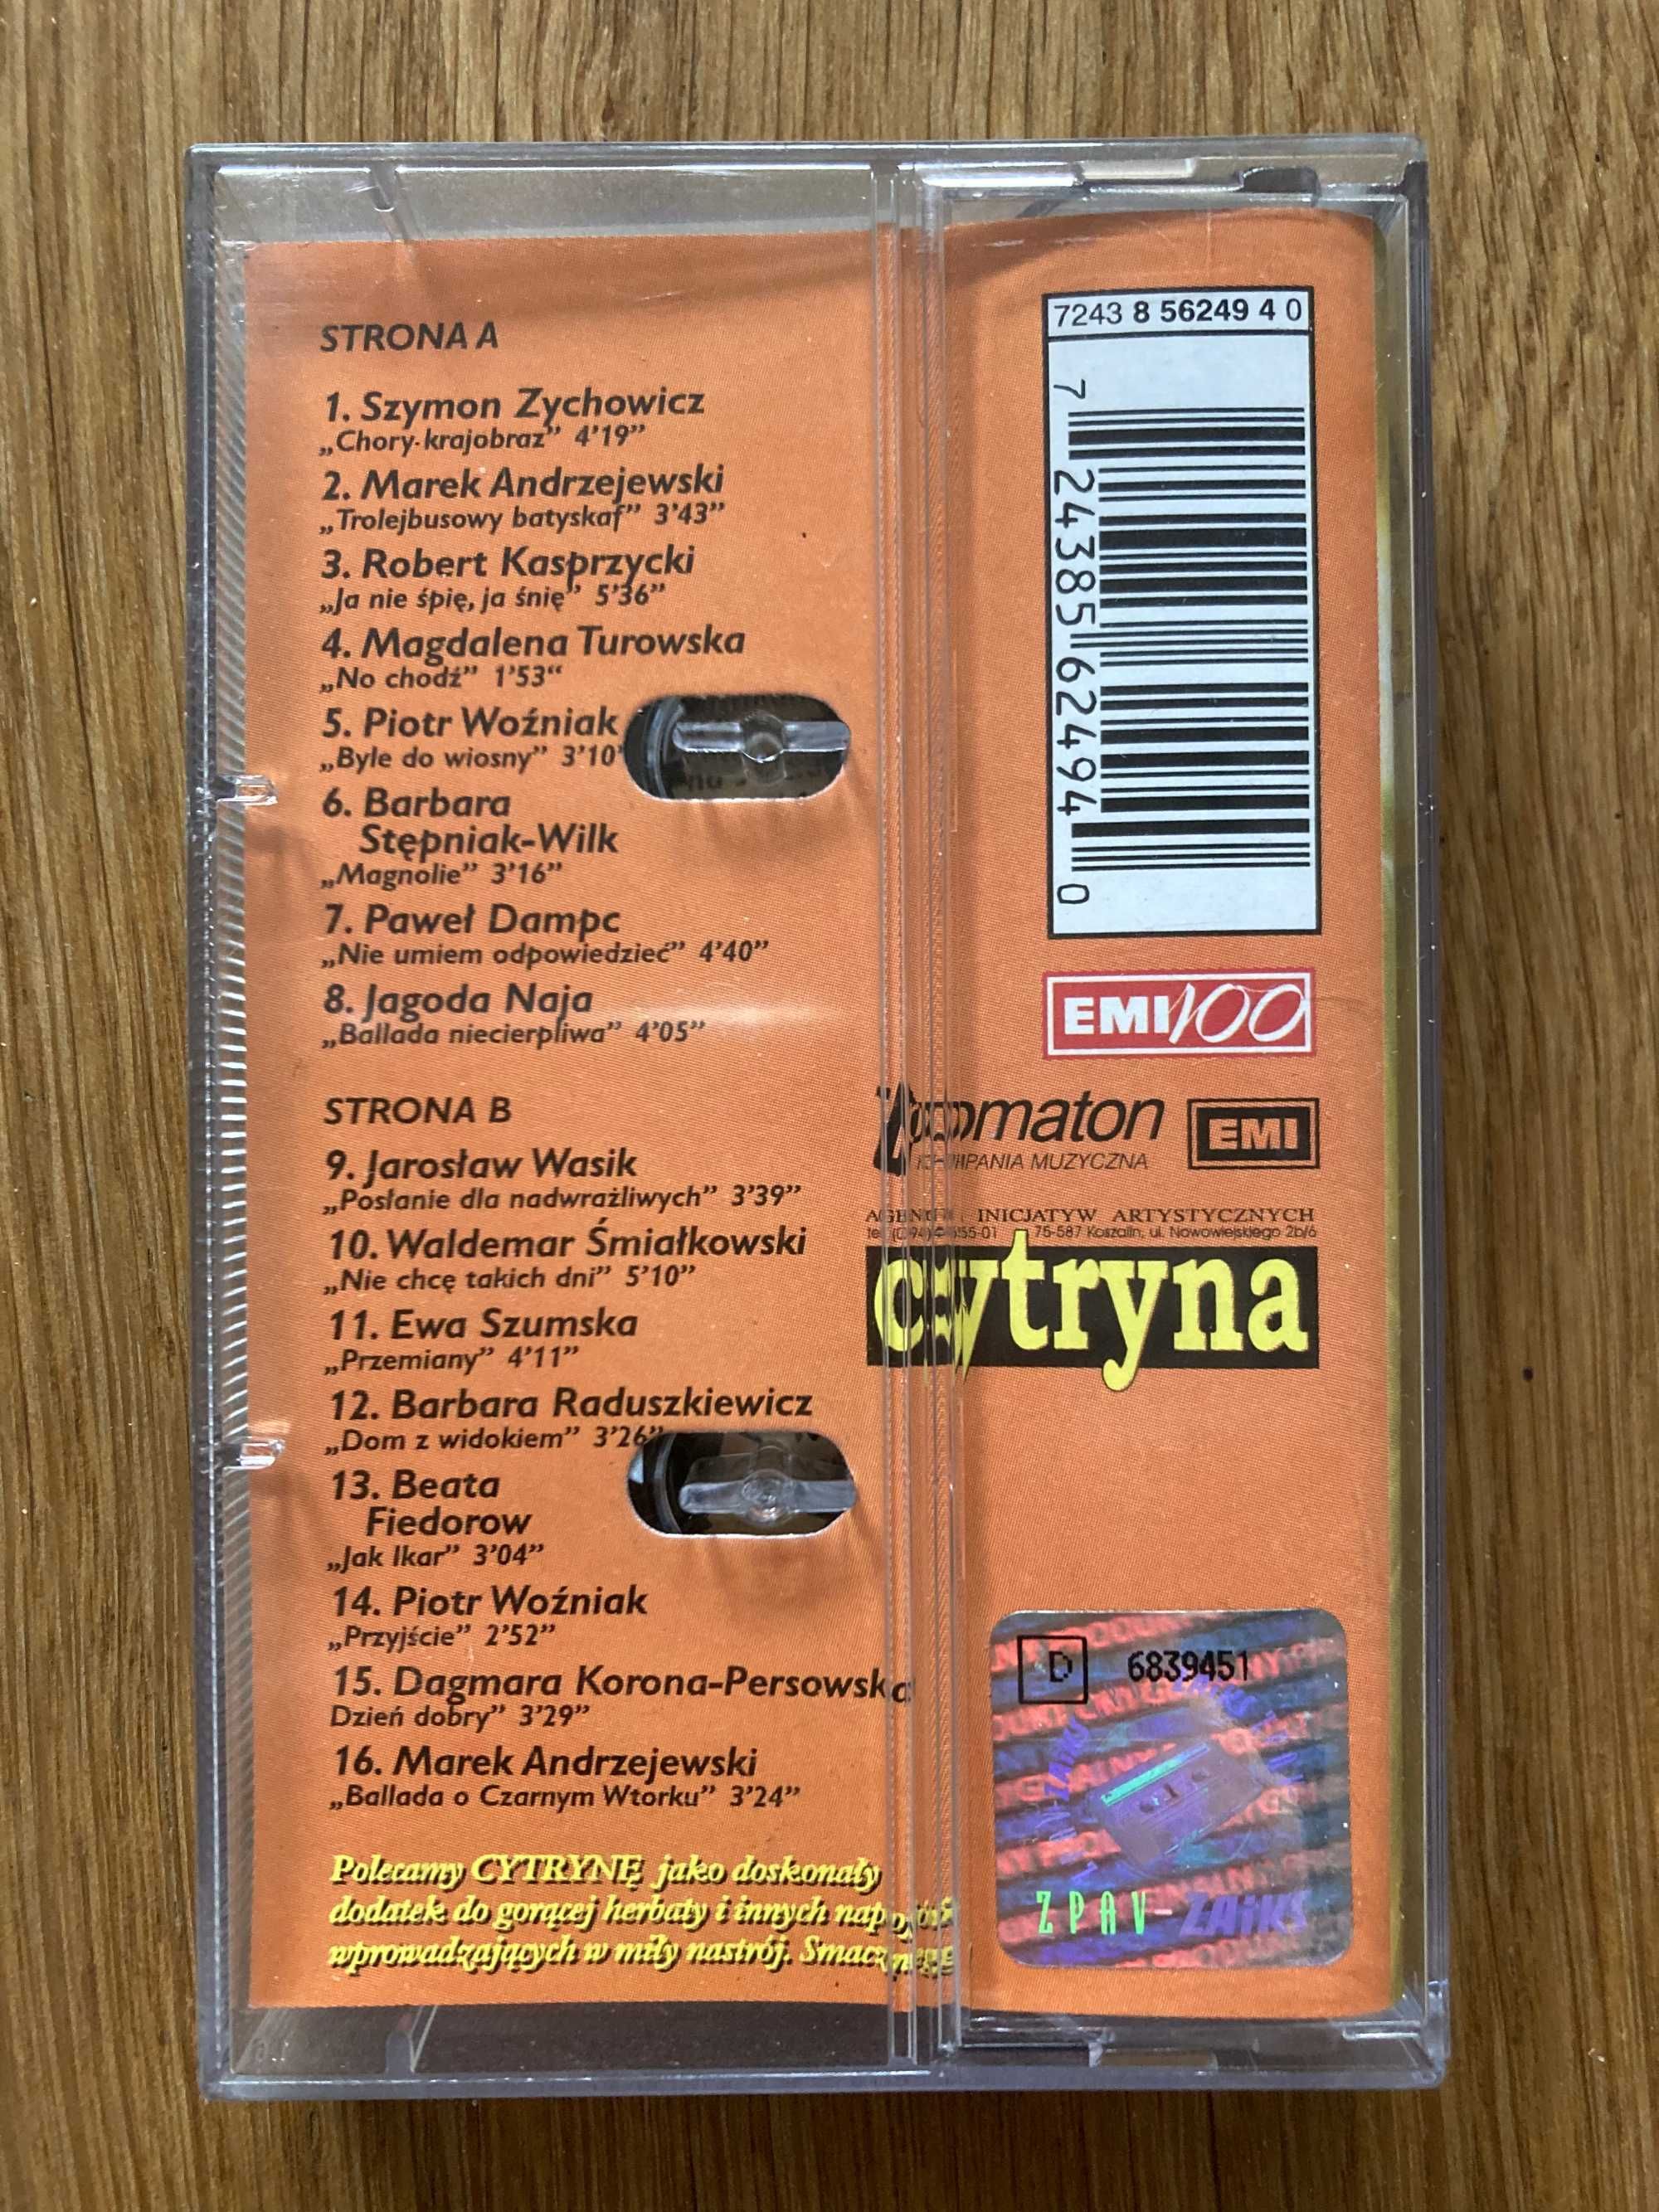 STRONA A
1. Szymon Zychowicz
„Chory krajobraz” 4'19”
2. Marek Andrzejewski
„Trolejbusowy batyskaf” 3'43”
3. Robert Kasprzycki
„Ja nie śpię, ja śnię” 5'36”
4. Magdalena Turowska
„No chodź” 1'53“
5. Piotr Woźniak
„Byle do wiosny” 3'10'
6. Barbara
Stępniak-Wilk
„Magnolie” 3'16”
7. Paweł Dampc
„Nie umiem odpowiedzieć” 4'40”
8. Jagoda Naja
„Ballada niecierpliwa” 4'05”
STRONA B
9. Jarosław Wasik
„Posłanie dla nadwrażliwych” 3'39”
10. Waldemar Śmiałkowski
„Nie chcę takich dni” 5'10”
11. Ewa Szumska
„Przemiany” 4'11”
12. Barbara Raduszkiewicz
„Dom z widokiem” 3'26”
13. Beata
Fiedorow
„Jak Ikar” 3'04”
14. Piotr Woźniak
„Przyjście” 2'52”
15. Dagmara Korona-Persowska
Dzień dobry” 3'29”
16. Marek Andrzejewski
„Ballada o Czarnym Wtorku” 3'24”
Polecamy CYTRYNĘ jako doskonały
dodatek do gorącej herbaty i innych napojów
wprowadzających w miły nastrój. Smacznego
7243 8 56249 4 0
7 24385 62494 0
EMI 100
pomaton EMI
KOMPANIA MUZYCZNA
AGENCJA INICJATYW ARTYSTYCZNYCH
75-587 Koszalin, ul. Nowowiejskiego 2b/6
cytryna
D 6839451
ZPAV-ZAiKS